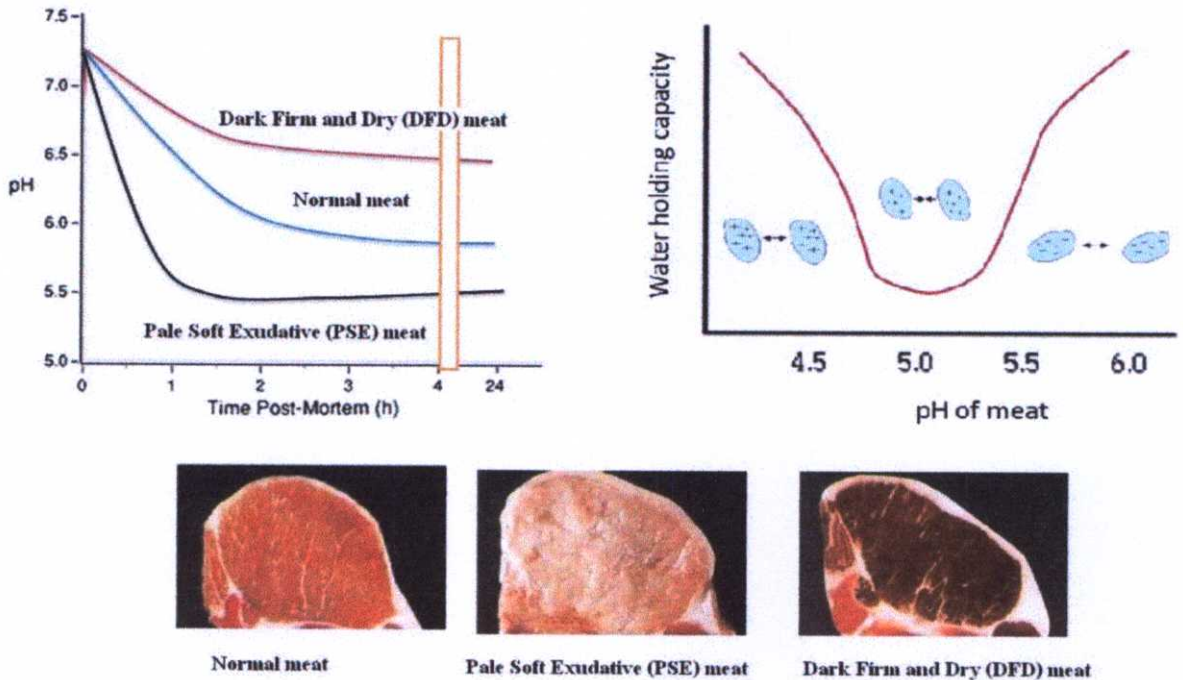 7.5
7.0
6.5
6.0
5.5
5.0
pH
Dark Firm and Dry (DFD) meat
Normal meat
Pale Soft Exudative (PSE) meat
0 1 2 3 4 24
Time Post-Mortem (h)
Water holding capacity
4.5 5.0 5.5 6.0
pH of meat
Normal meat
Pale Soft Exudative (PSE) meat
Dark Firm and Dry (DFD) meat